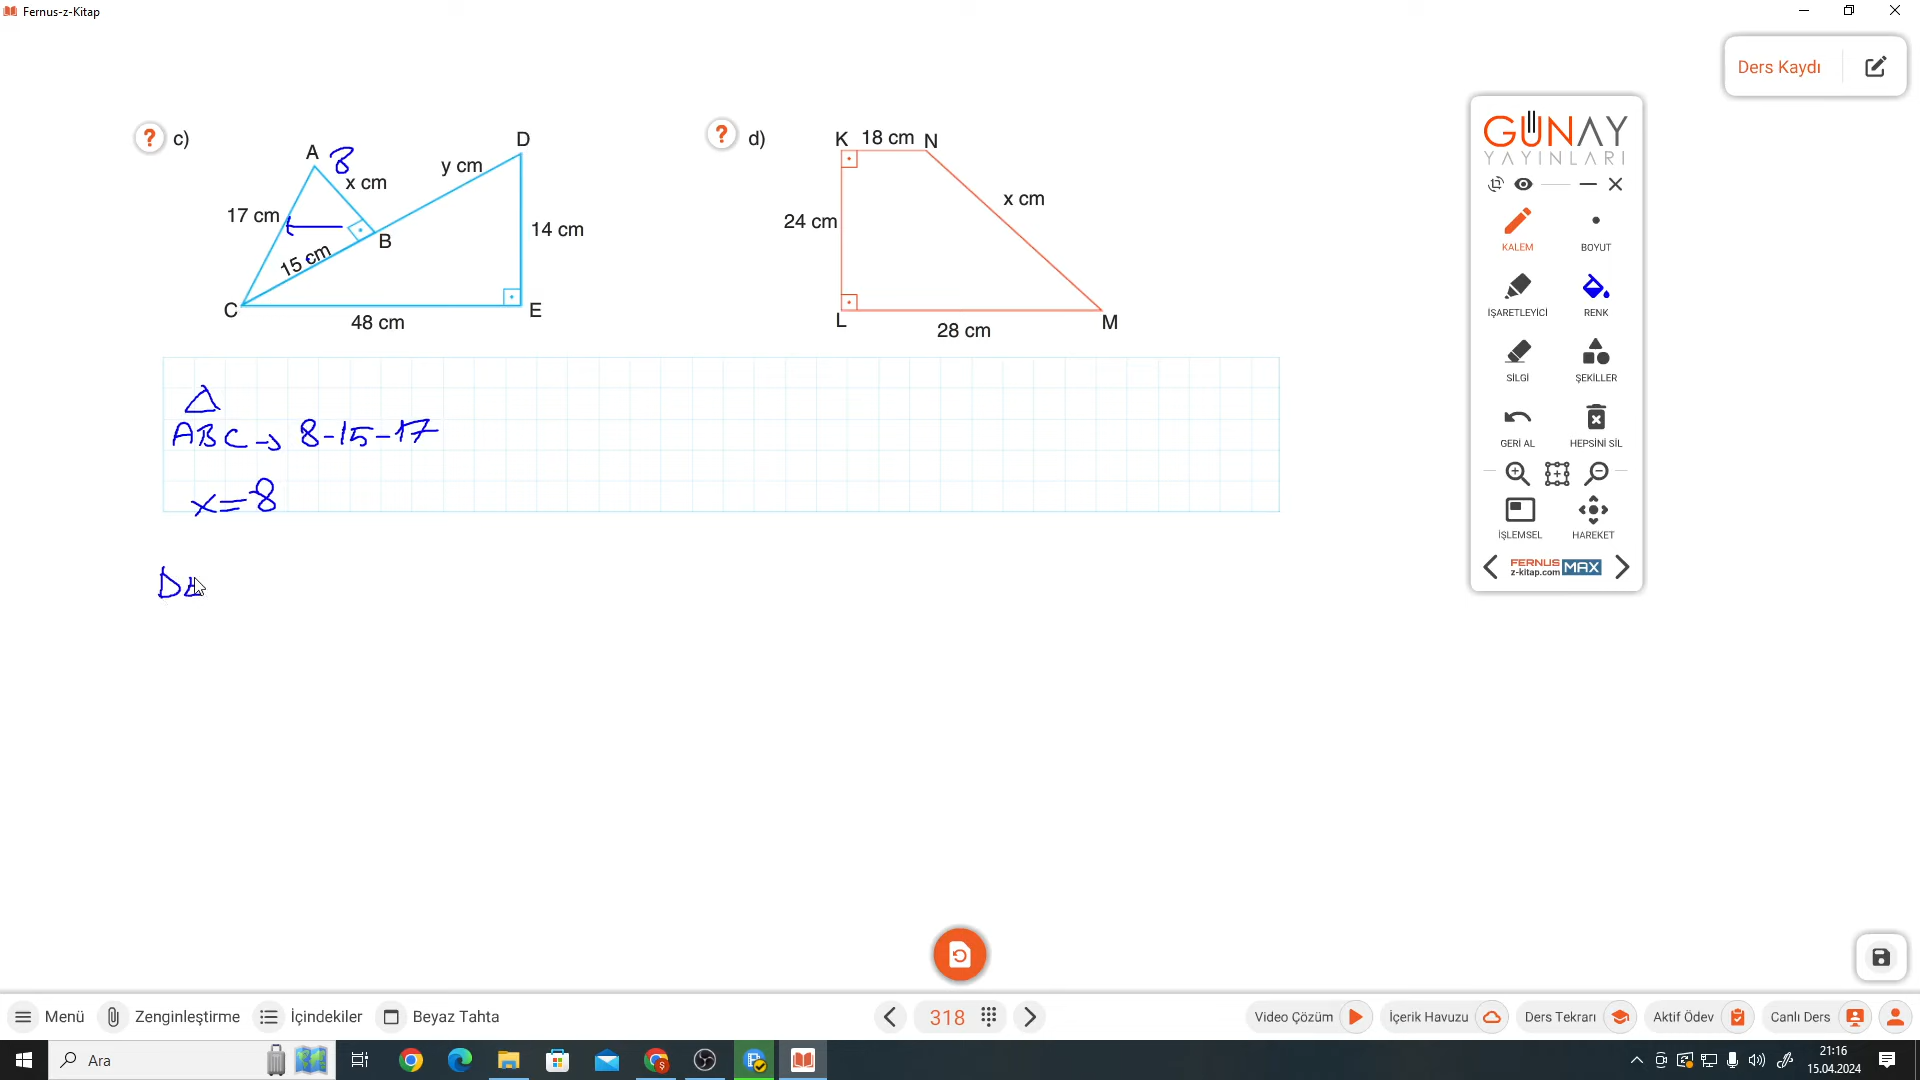 Fernus-z-Kitap
Ders Kaydı
? c)
A 8
D
x cm
y cm
17 cm
B
14 cm
15 cm
C
E
48 cm
? d)
K 18 cm N
x cm
24 cm
L
M
28 cm
ABC → 8-15-17
x=8
GÜNAY
YAYINLARI
KALEM
BOYUT
İŞARETLEYİCİ
RENK
SİLGİ
ŞEKİLLER
GERİ AL
HEPSİNİ SİL
İŞLEMSEL
HAREKET
FERNUS
z-kitap.com MAX
Menü
Zenginleştirme
İçindekiler
Beyaz Tahta
318
Video Çözüm
İçerik Havuzu
Ders Tekrarı
Aktif Ödev
Canlı Ders
Ara
21:16
15.04.2024